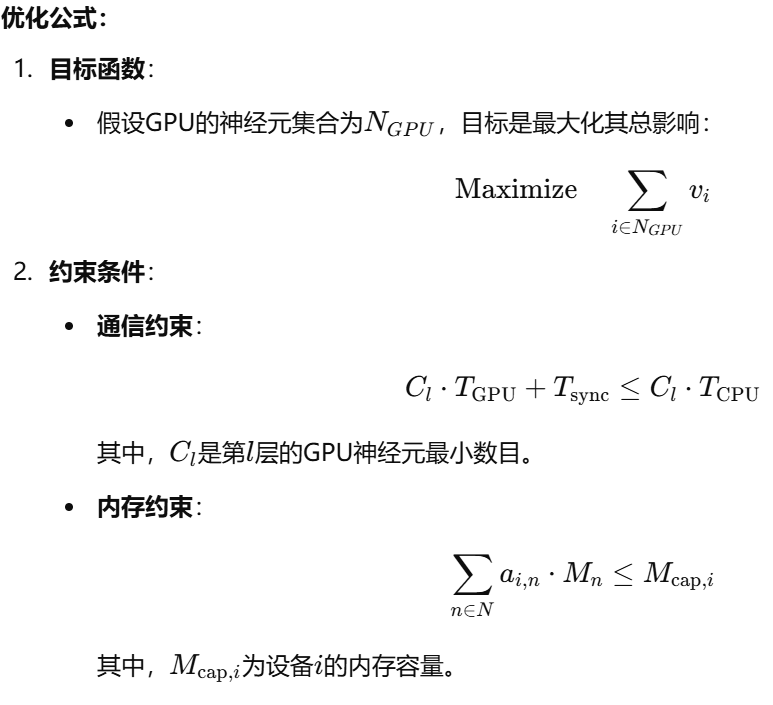 优化公式：
1. 目标函数：
• 假设GPU的神经元集合为$N_{GPU}$，目标是最大化其总影响：
$\text{Maximize} \quad \sum_{i \in N_{GPU}} v_i$
2. 约束条件：
• 通信约束：
$C_l \cdot T_{\text{GPU}} + T_{\text{sync}} \leq C_l \cdot T_{\text{CPU}}$
其中，$C_l$是第$l$层的GPU神经元最小数目。
• 内存约束：
$\sum_{n \in N} a_{i,n} \cdot M_n \leq M_{\text{cap},i}$
其中，$M_{\text{cap},i}$为设备$i$的内存容量。